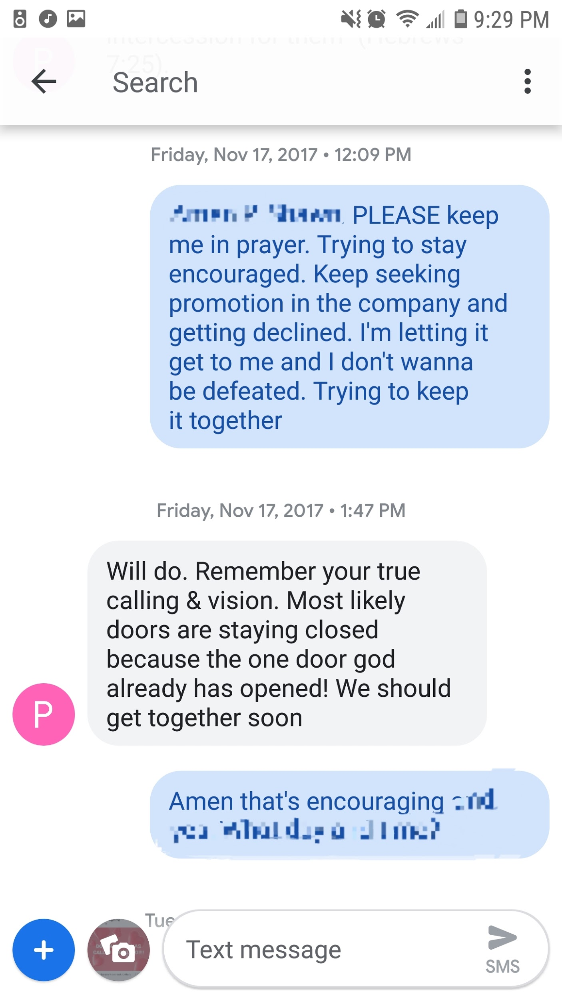 9:29 PM
7:25).
Search
Friday, Nov 17, 2017 • 12:09 PM
PLEASE keep
me in prayer. Trying to stay
encouraged. Keep seeking
promotion in the company and
getting declined. I'm letting it
get to me and I don't wanna
be defeated. Trying to keep
it together
Friday, Nov 17, 2017 • 1:47 PM
Will do. Remember your true
calling & vision. Most likely
doors are staying closed
because the one door god
already has opened! We should
get together soon
P
Amen that's encouraging
Tue
Text message
SMS